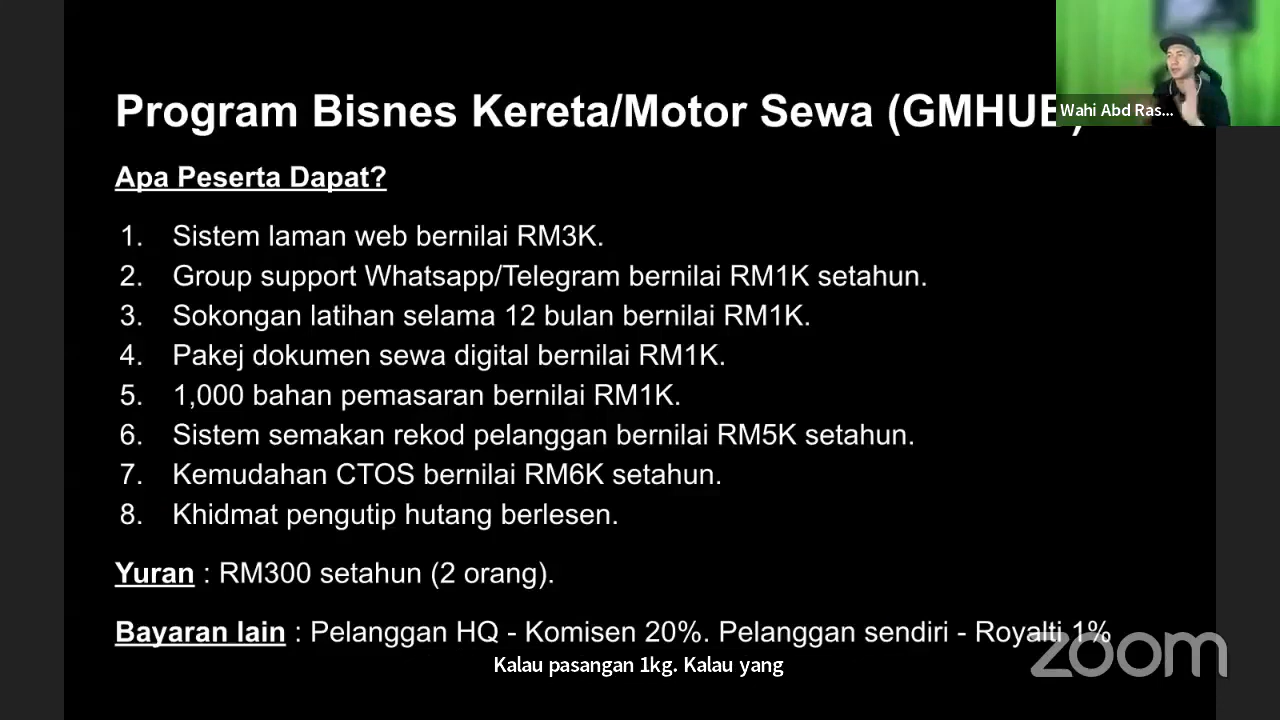 Program Bisnes Kereta/Motor Sewa (GMHUB)
Wahi Abd Ras...
Apa Peserta Dapat?
1. Sistem laman web bernilai RM3K.
2. Group support Whatsapp/Telegram bernilai RM1K setahun.
3. Sokongan latihan selama 12 bulan bernilai RM1K.
4. Pakej dokumen sewa digital bernilai RM1K.
5. 1,000 bahan pemasaran bernilai RM1K.
6. Sistem semakan rekod pelanggan bernilai RM5K setahun.
7. Kemudahan CTOS bernilai RM6K setahun.
8. Khidmat pengutip hutang berlesen.
Yuran : RM300 setahun (2 orang).
Bayaran lain : Pelanggan HQ - Komisen 20%. Pelanggan sendiri - Royalti 1%
Kalau pasangan 1kg. Kalau yang
zoom